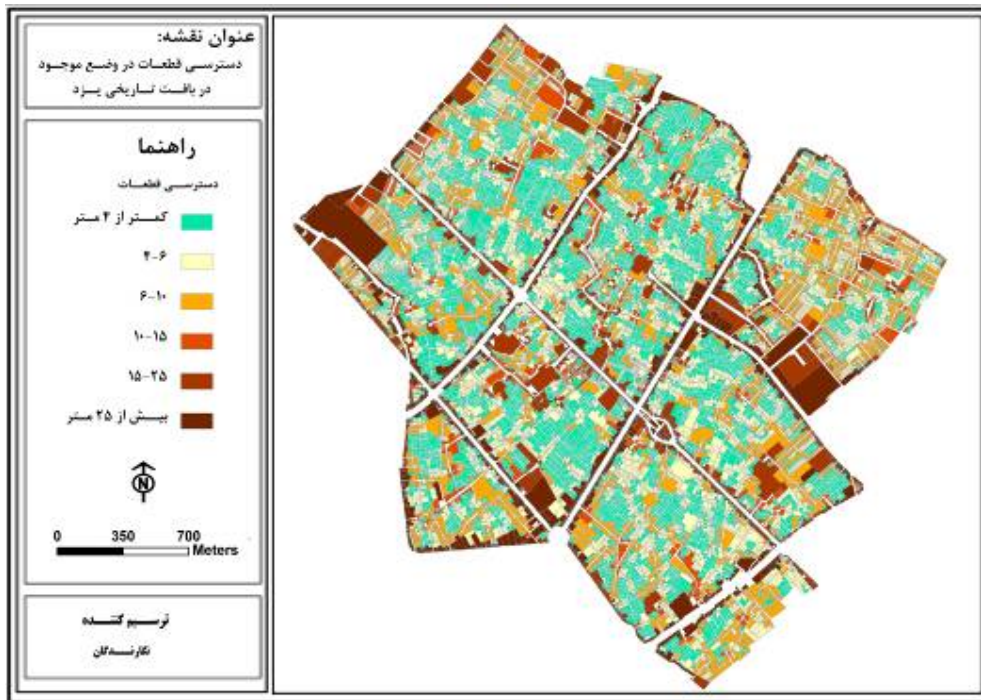 عنوان نقشه:
دسترسی قطعات در وضع موجود
در بافت تاریخی یزد
راهنما
دسترسی قطعات
کمتر از ۴ متر
۴-۶
۶-۱۰
۱۰-۱۵
۱۵-۲۵
بیش از ۲۵ متر
N
0 350 700
Meters
ترسیم کننده
نگارندگان